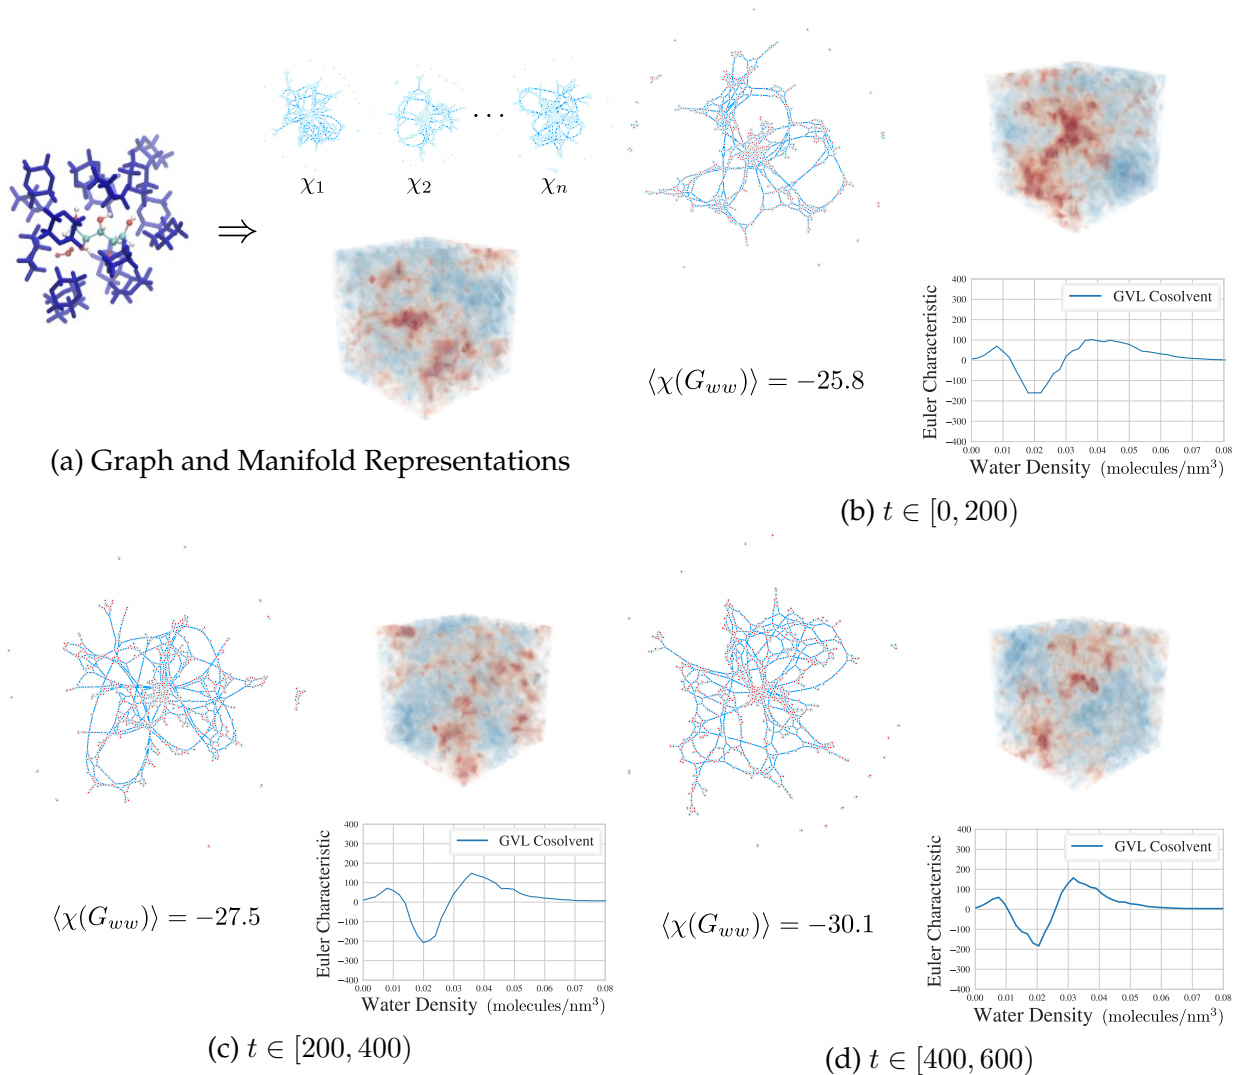 χ₁ χ₂ ... χₙ
⇒
(a) Graph and Manifold Representations
⟨χ(G_ww)⟩ = −25.8
Euler Characteristic
400
300
200
100
0
−100
−200
−300
−400
GVL Cosolvent
0.00 0.01 0.02 0.03 0.04 0.05 0.06 0.07 0.08
Water Density (molecules/nm³)
(b) t ∈ [0, 200)
⟨χ(G_ww)⟩ = −27.5
Euler Characteristic
400
300
200
100
0
−100
−200
−300
−400
GVL Cosolvent
0.00 0.01 0.02 0.03 0.04 0.05 0.06 0.07 0.08
Water Density (molecules/nm³)
(c) t ∈ [200, 400)
⟨χ(G_ww)⟩ = −30.1
Euler Characteristic
400
300
200
100
0
−100
−200
−300
−400
GVL Cosolvent
0.00 0.01 0.02 0.03 0.04 0.05 0.06 0.07 0.08
Water Density (molecules/nm³)
(d) t ∈ [400, 600)